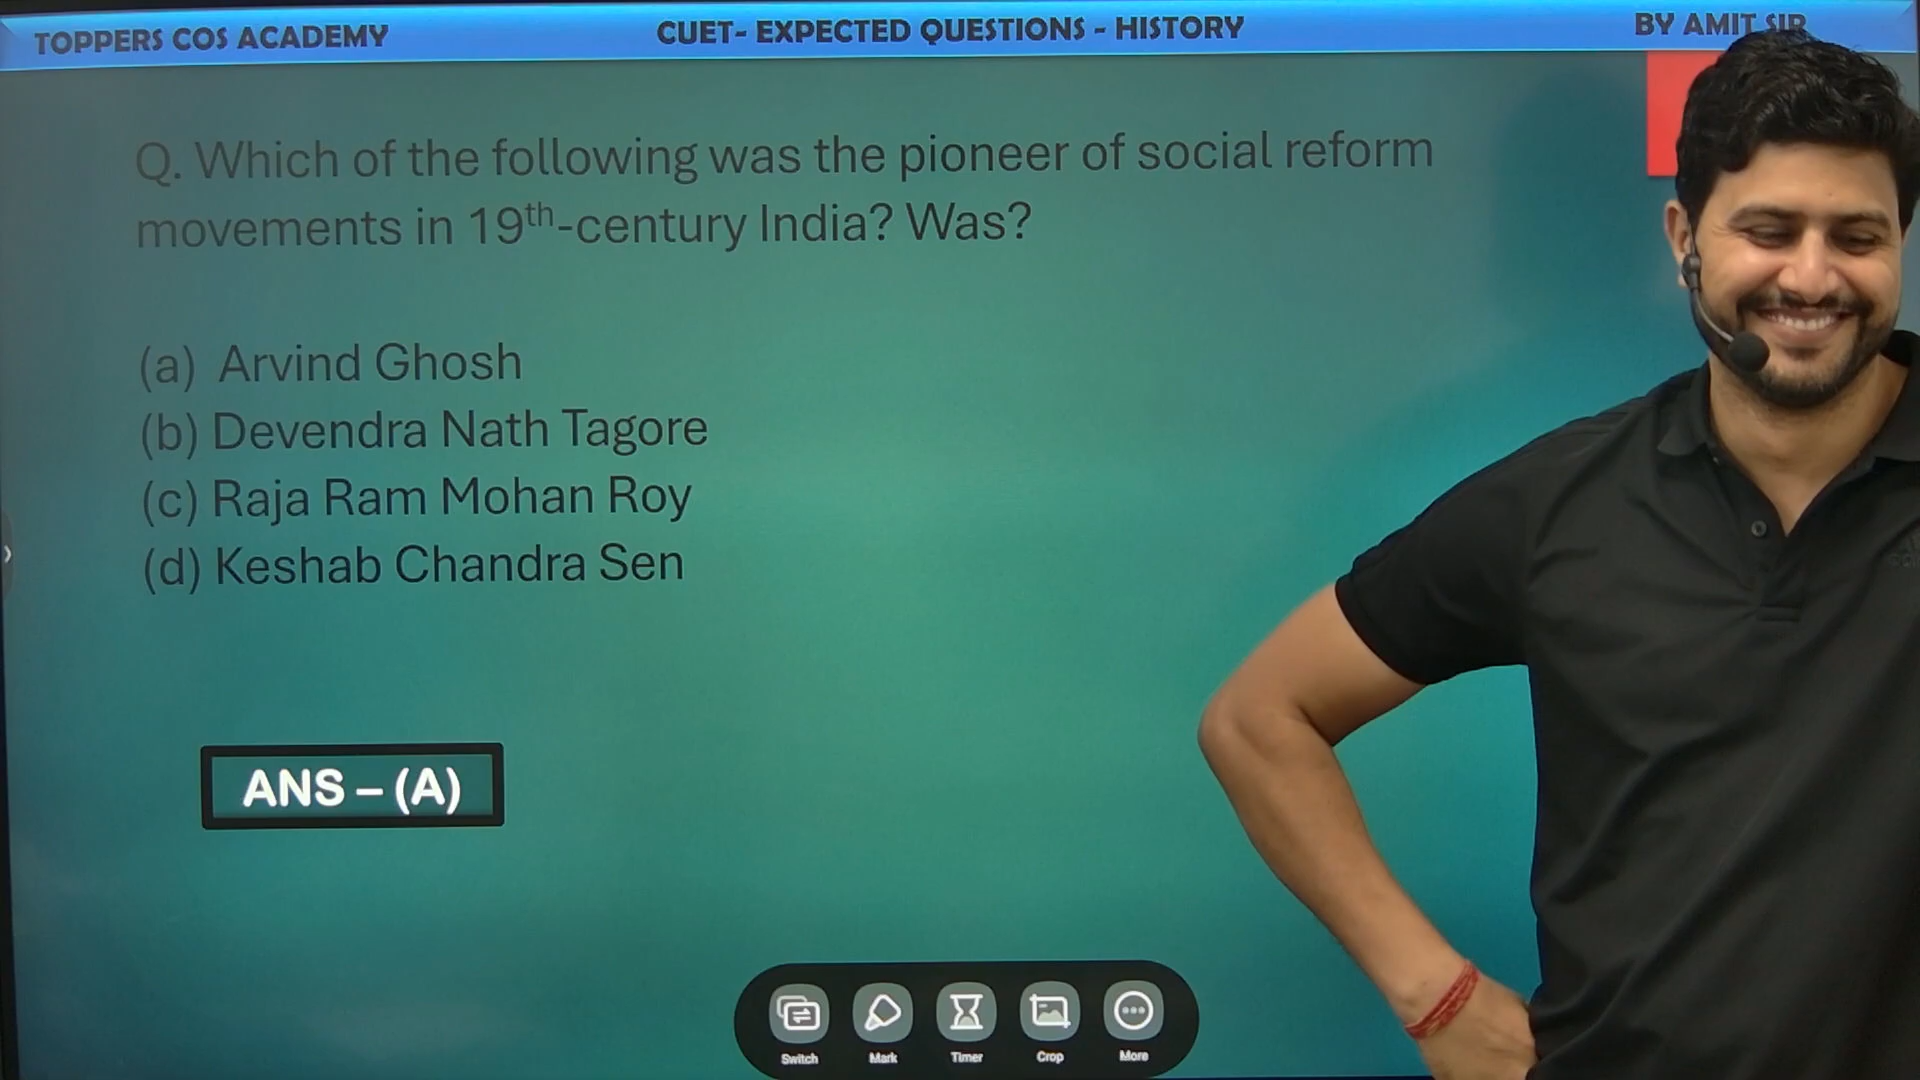 TOPPERS COS ACADEMY
CUET- EXPECTED QUESTIONS - HISTORY
BY AMIT SIR
Q. Which of the following was the pioneer of social reform
movements in 19th-century India? Was?
(a) Arvind Ghosh
(b) Devendra Nath Tagore
(c) Raja Ram Mohan Roy
(d) Keshab Chandra Sen
ANS – (A)
Switch
Mark
Timer
Crop
More